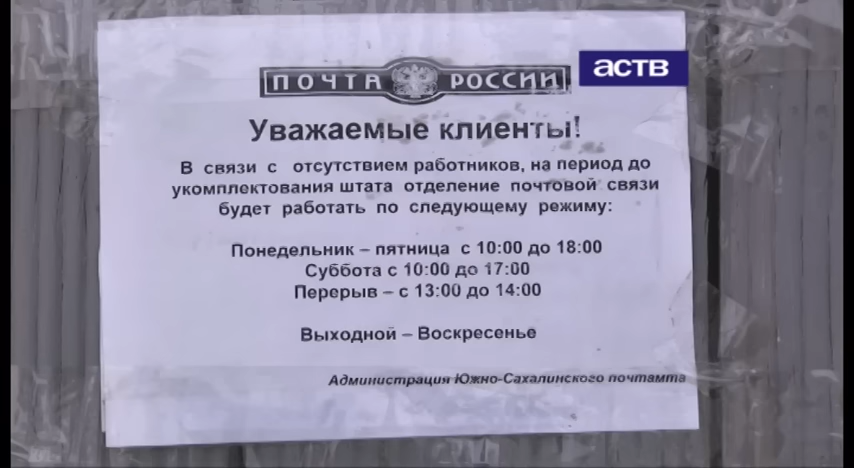 АСТВ
ПОЧТА РОССИИ
Уважаемые клиенты!
В связи с отсутствием работников, на период до
укомплектования штата отделение почтовой связи
будет работать по следующему режиму:
Понедельник – пятница с 10:00 до 18:00
Суббота с 10:00 до 17:00
Перерыв – с 13:00 до 14:00
Выходной – Воскресенье
Администрация Южно-Сахалинского почтамта